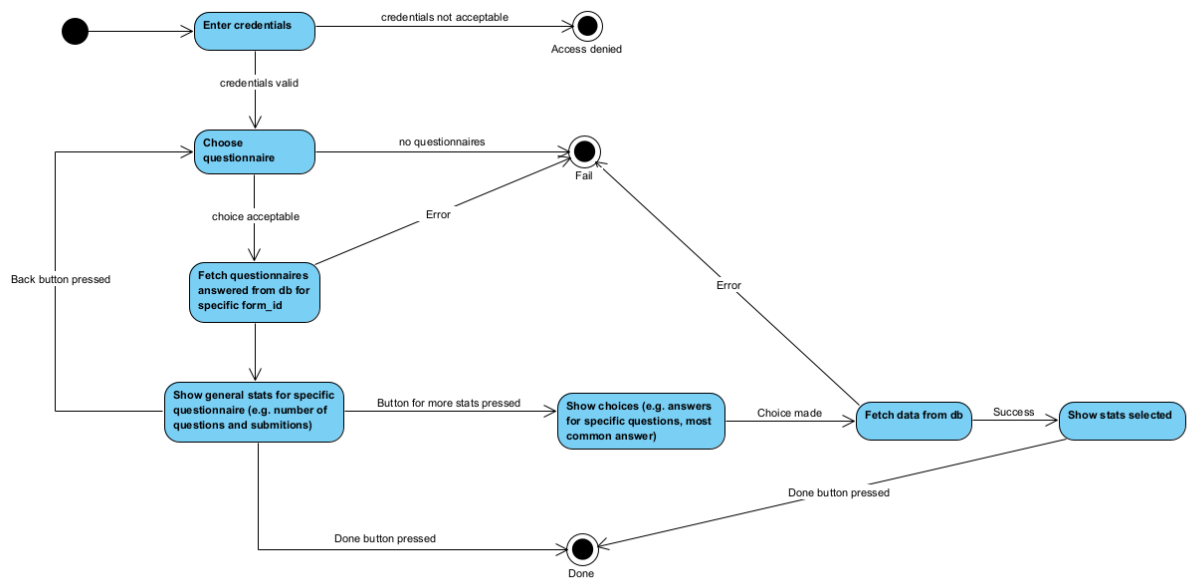 Enter credentials
credentials not acceptable
Access denied
credentials valid
Choose
questionnaire
no questionnaires
Fail
choice acceptable
Error
Back button pressed
Fetch questionnaires
answered from db for
specific form_id
Error
Show general stats for specific
questionnaire (e.g. number of
questions and submitions)
Button for more stats pressed
Show choices (e.g. answers
for specific questions, most
common answer)
Choice made
Fetch data from db
Success
Show stats selected
Done button pressed
Done button pressed
Done